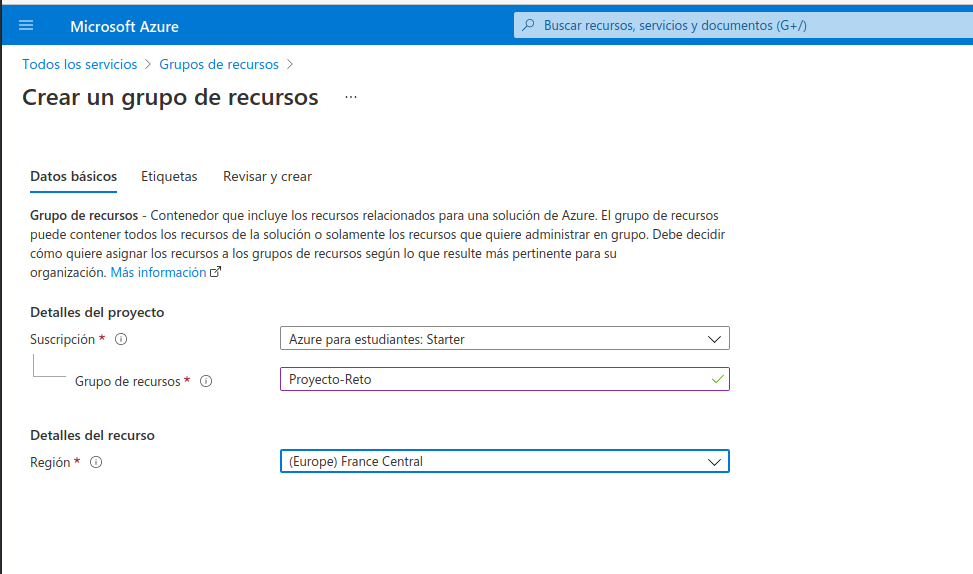 Microsoft Azure
Buscar recursos, servicios y documentos (G+/)
Todos los servicios > Grupos de recursos >
Crear un grupo de recursos ...
Datos básicos Etiquetas Revisar y crear
Grupo de recursos - Contenedor que incluye los recursos relacionados para una solución de Azure. El grupo de recursos
puede contener todos los recursos de la solución o solamente los recursos que quiere administrar en grupo. Debe decidir
cómo quiere asignar los recursos a los grupos de recursos según lo que resulte más pertinente para su
organización. Más información
Detalles del proyecto
Suscripción * Azure para estudiantes: Starter
Grupo de recursos * Proyecto-Reto
Detalles del recurso
Región * (Europe) France Central